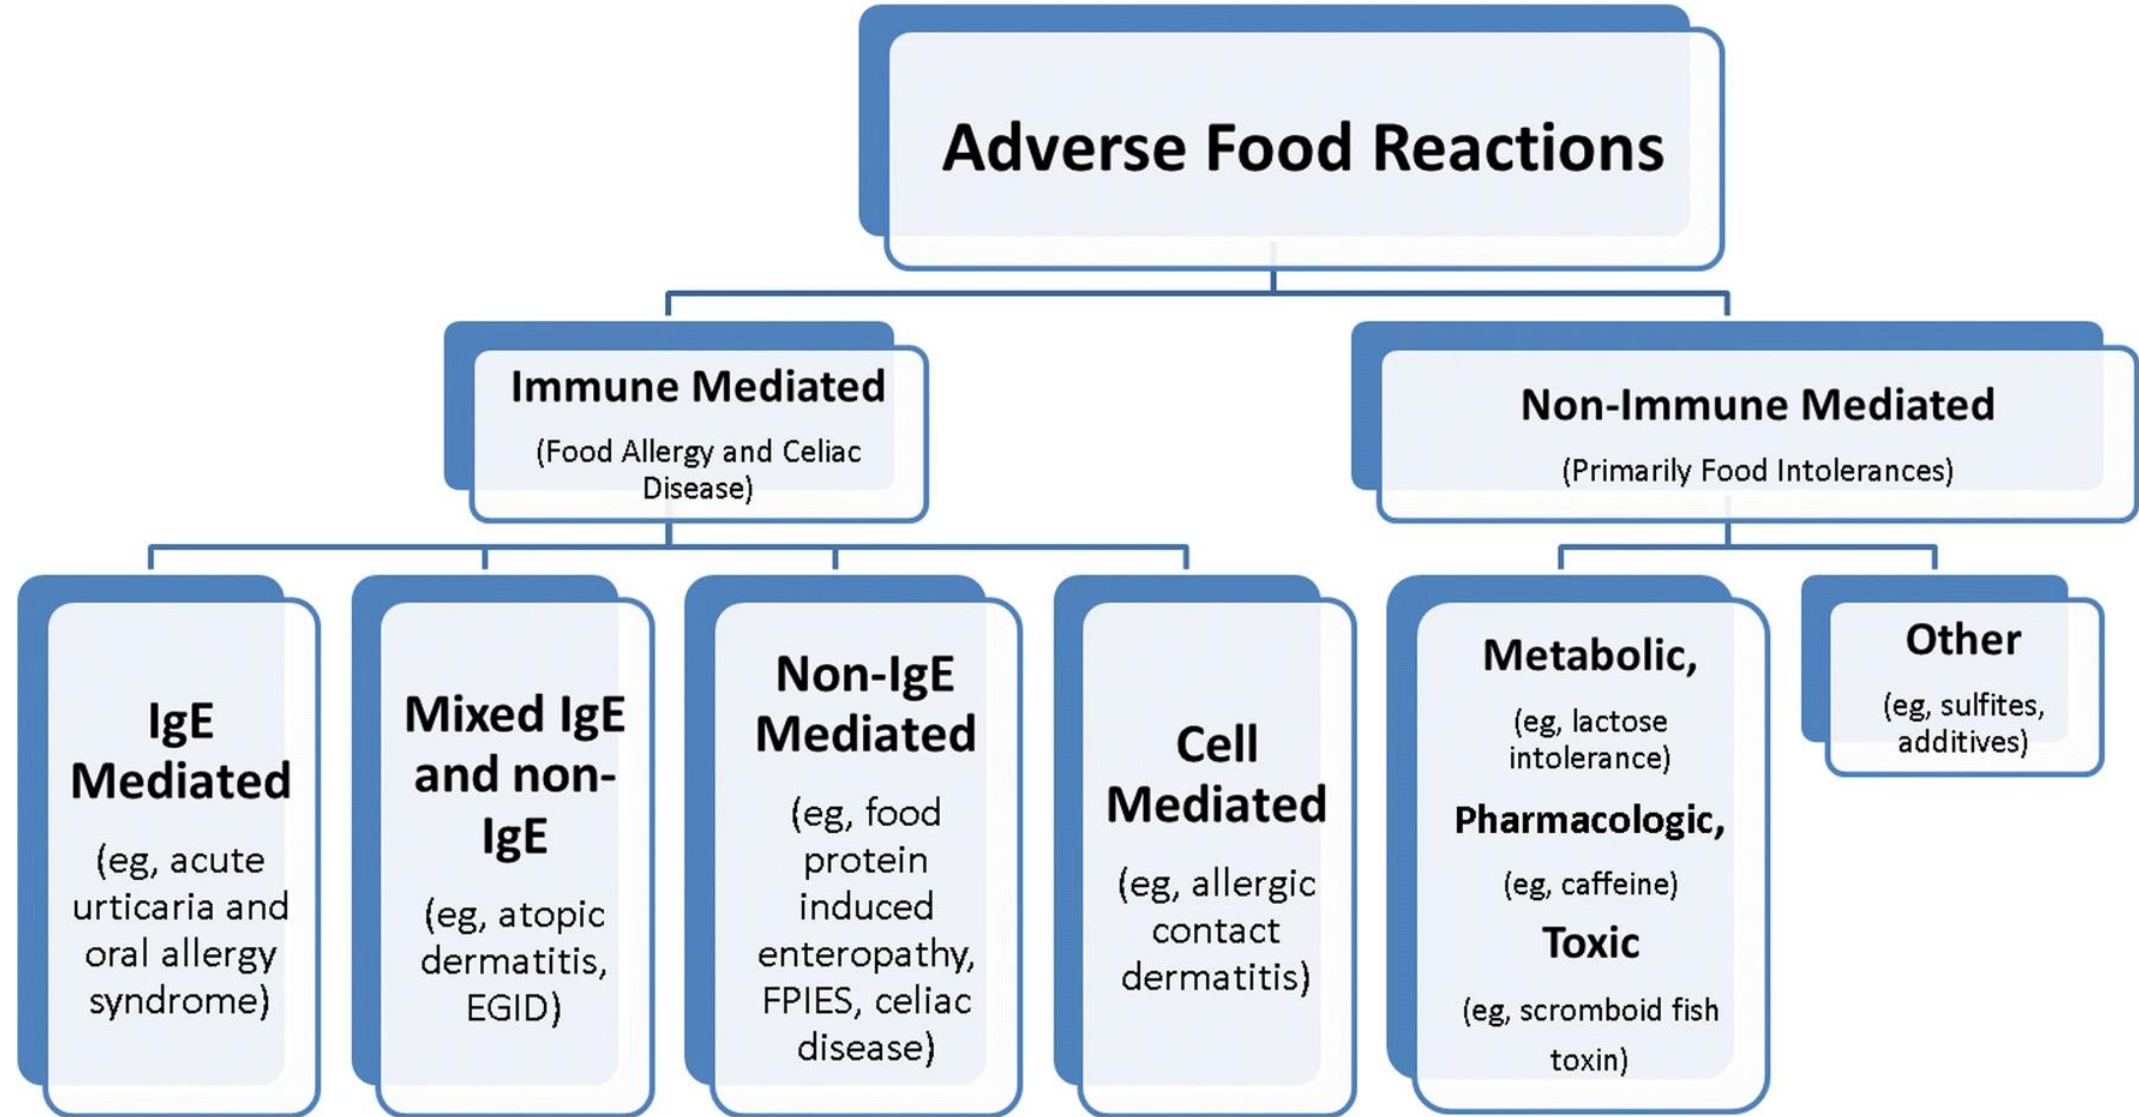 Adverse Food Reactions
Immune Mediated
(Food Allergy and Celiac
Disease)
Non-Immune Mediated
(Primarily Food Intolerances)
IgE
Mediated
(eg, acute
urticaria and
oral allergy
syndrome)
Mixed IgE
and non-
IgE
(eg, atopic
dermatitis,
EGID)
Non-IgE
Mediated
(eg, food
protein
induced
enteropathy,
FPIES, celiac
disease)
Cell
Mediated
(eg, allergic
contact
dermatitis)
Metabolic,
(eg, lactose
intolerance)
Pharmacologic,
(eg, caffeine)
Toxic
(eg, scromboid fish
toxin)
Other
(eg, sulfites,
additives)